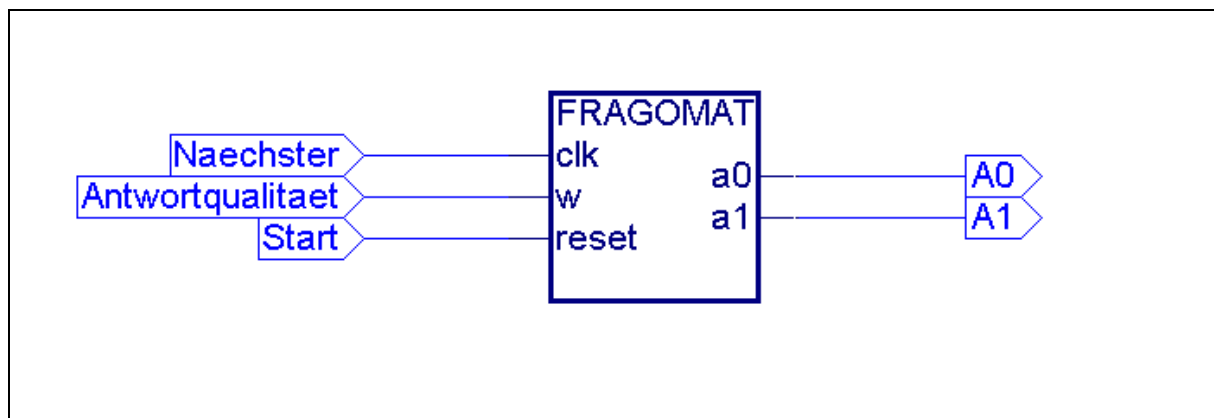 FRAGOMAT
Naechster
clk
Antwortqualitaet
w
Start
reset
a0
A0
a1
A1